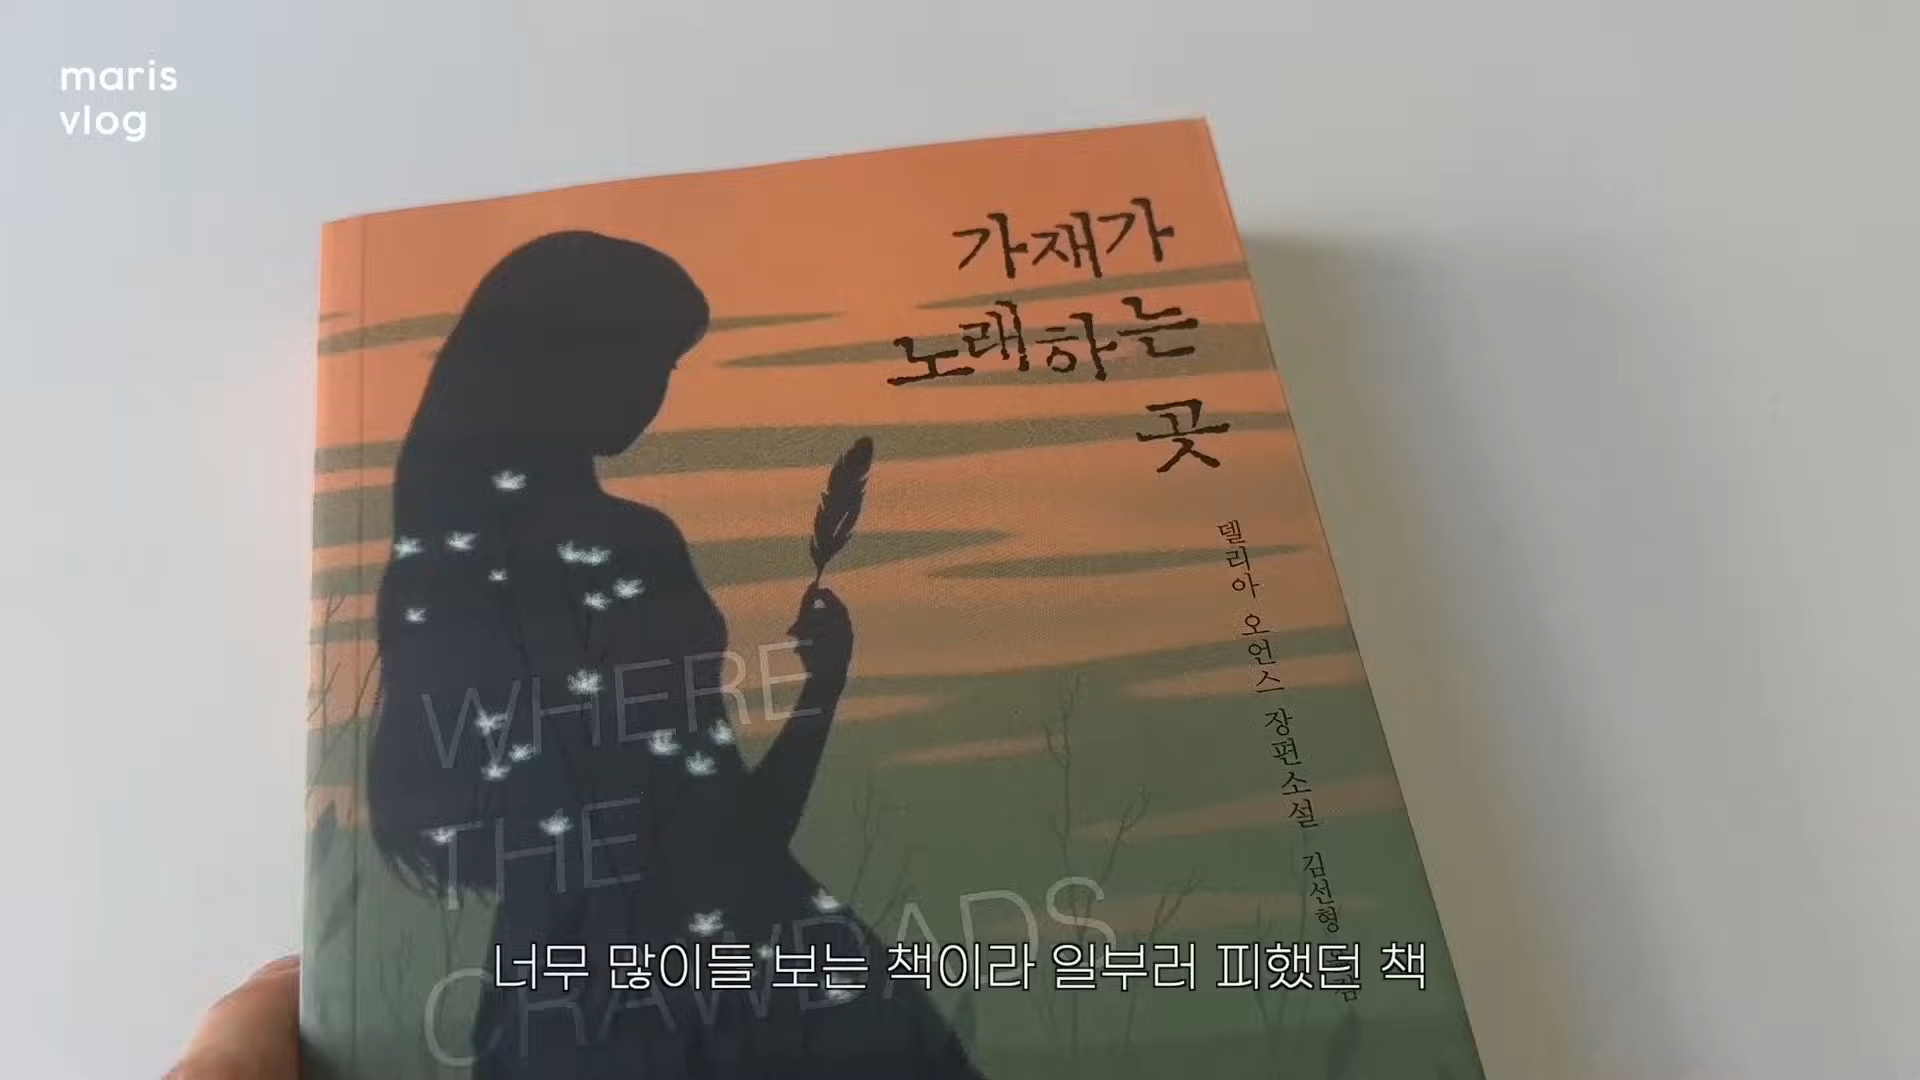 maris
vlog
가재가
노래하는
곳
델리아 오언스 장편소설 김선형
WHERE
THE
CRAWDADS
너무 많이들 보는 책이라 일부러 피했던 책